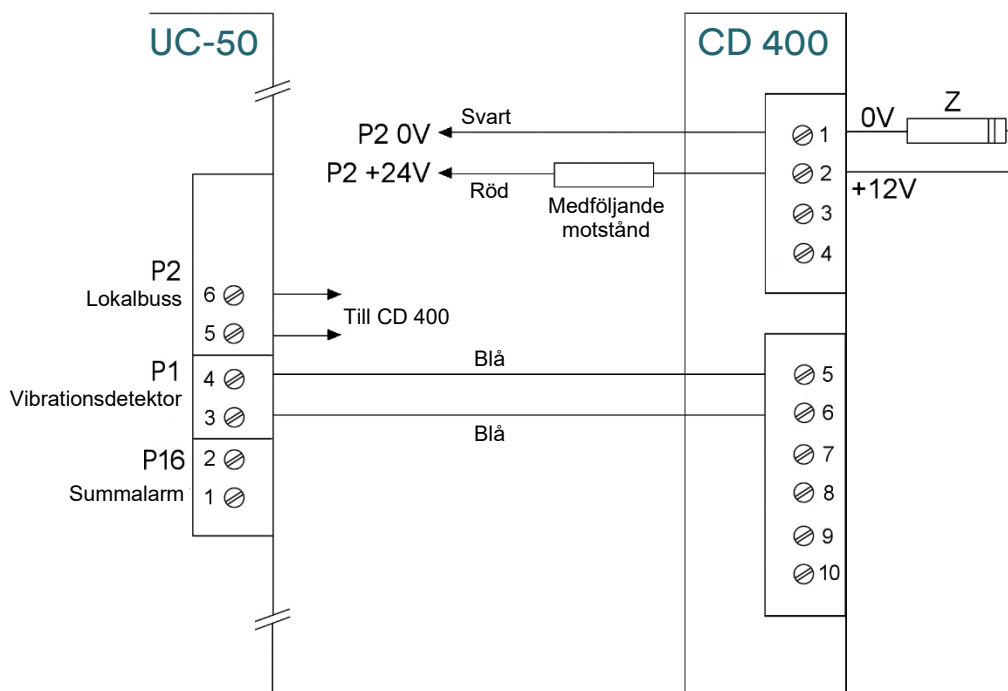 UC-50
CD 400
P2 0V
Svart
1
0V
Z
P2 +24V
Röd
Medföljande
motstånd
2
+12V
3
4
P2
Lokalbuss
6
5
Till CD 400
P1
Vibrationsdetektor
4
3
Blå
Blå
5
6
7
8
9
10
P16
Summalarm
2
1